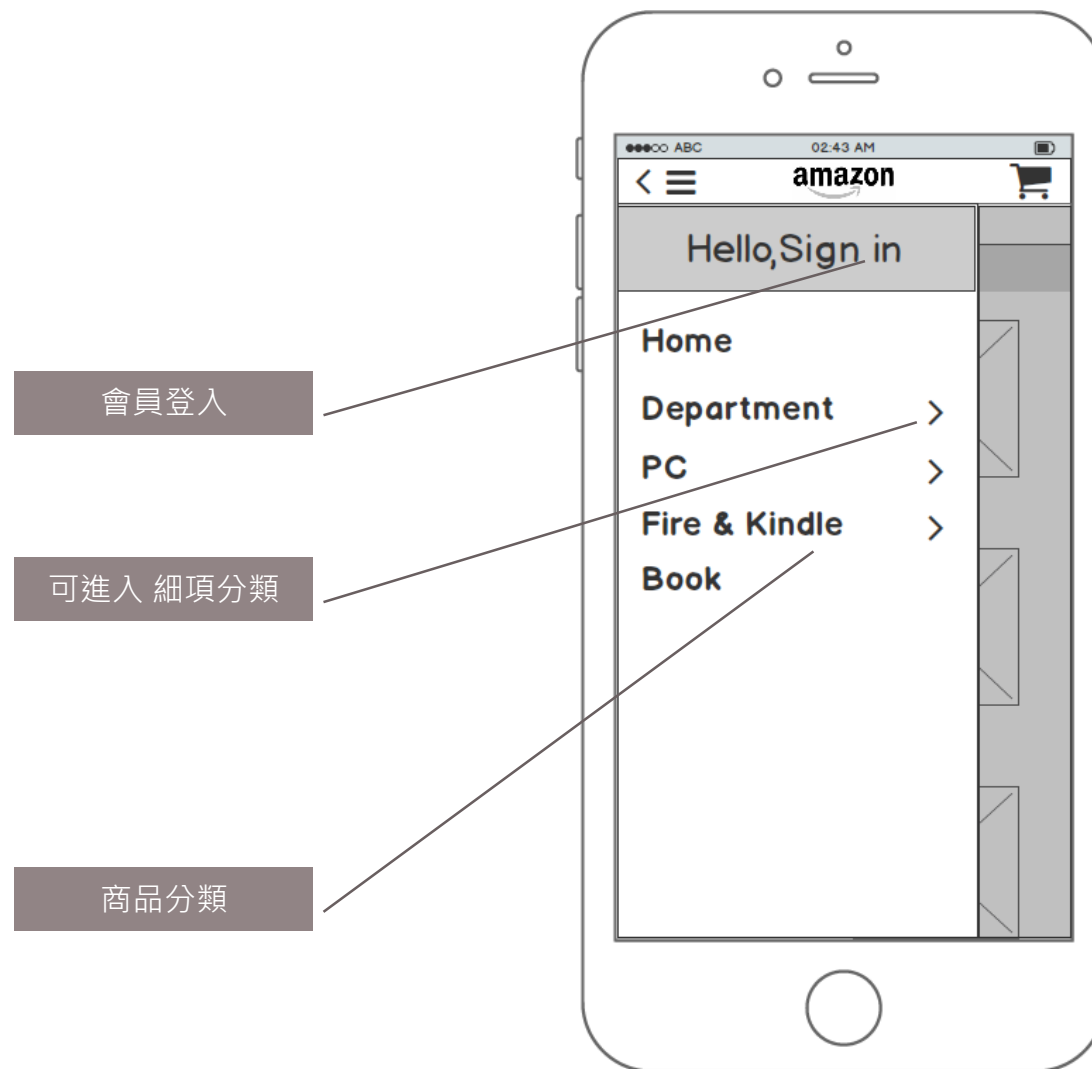 ABC 02:43 AM
amazon
Hello,Sign in
Home
Department
PC
Fire & Kindle
Book
會員登入
可進入 細項分類
商品分類